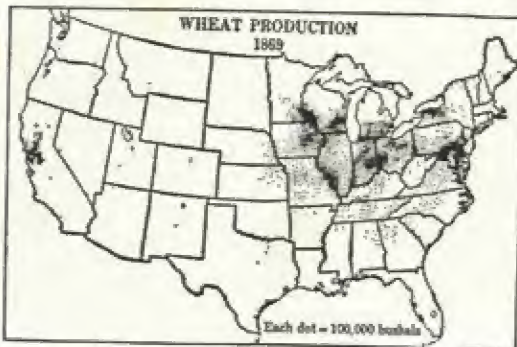 WHEAT PRODUCTION
1869
Each dot = 100,000 bushels